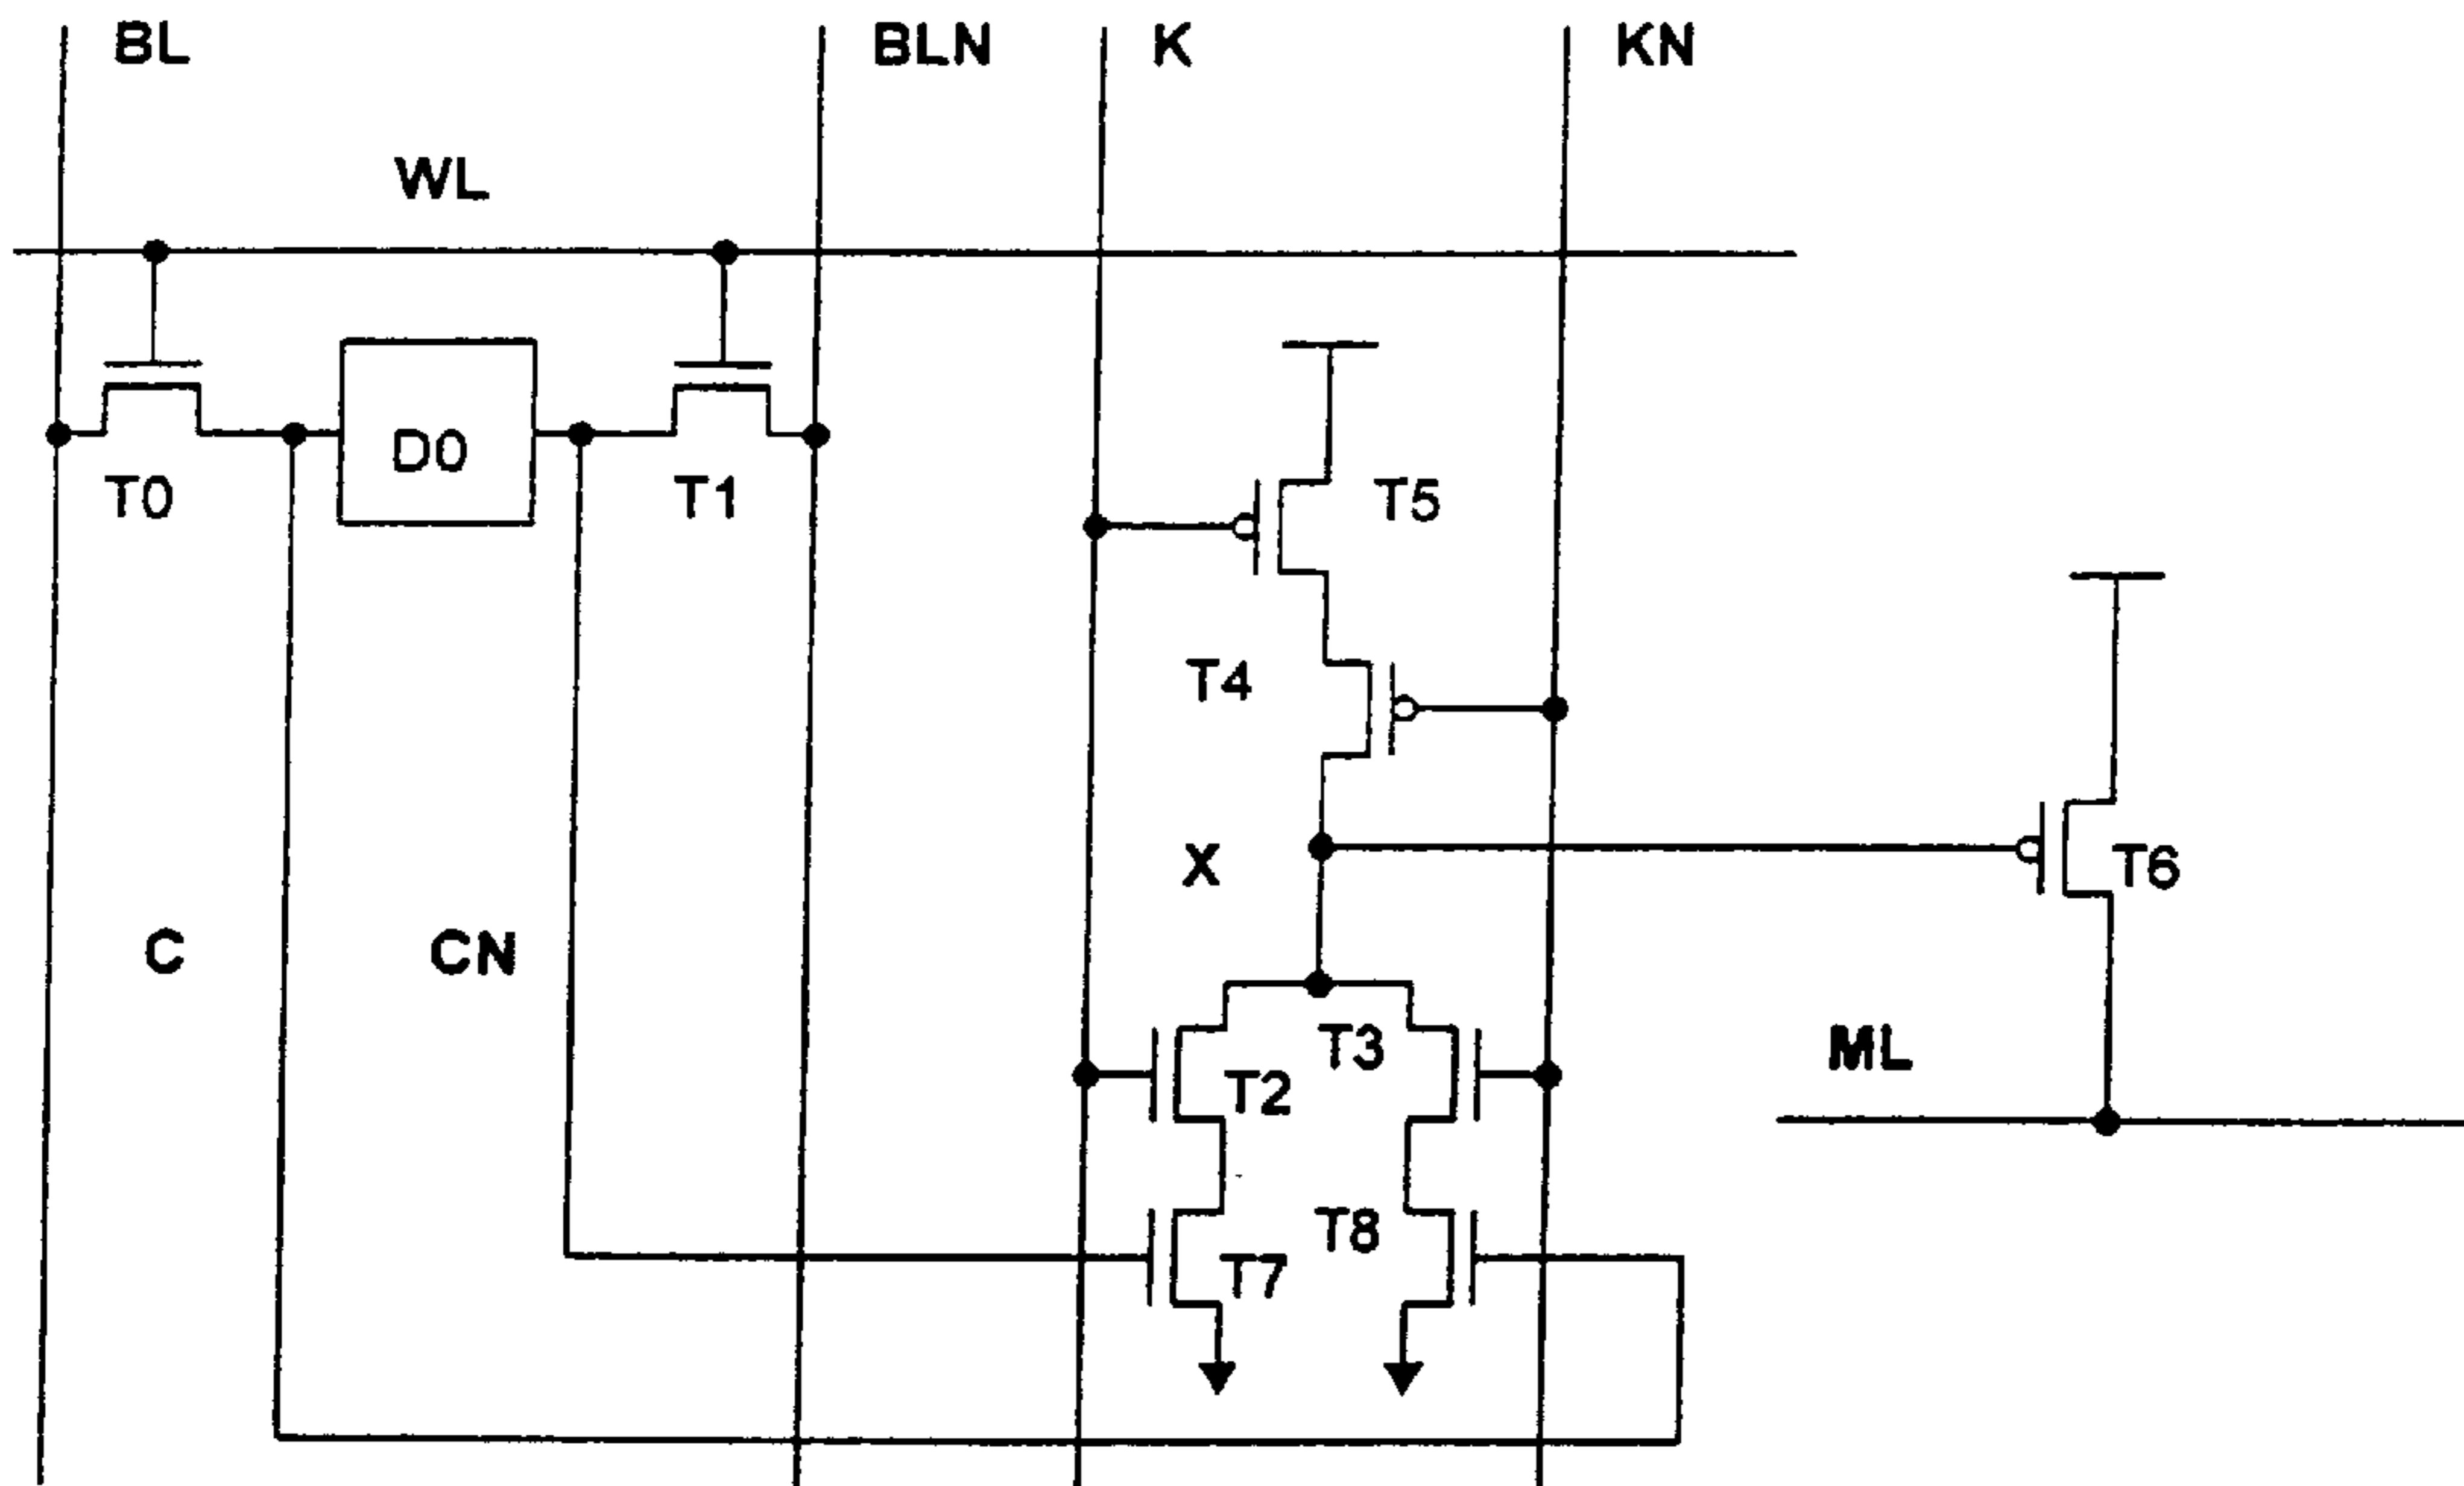 BL BLN K KN
WL
D0
T0 T1 T5
T4
X T6
C CN
T3 ML
T2
T8
T7